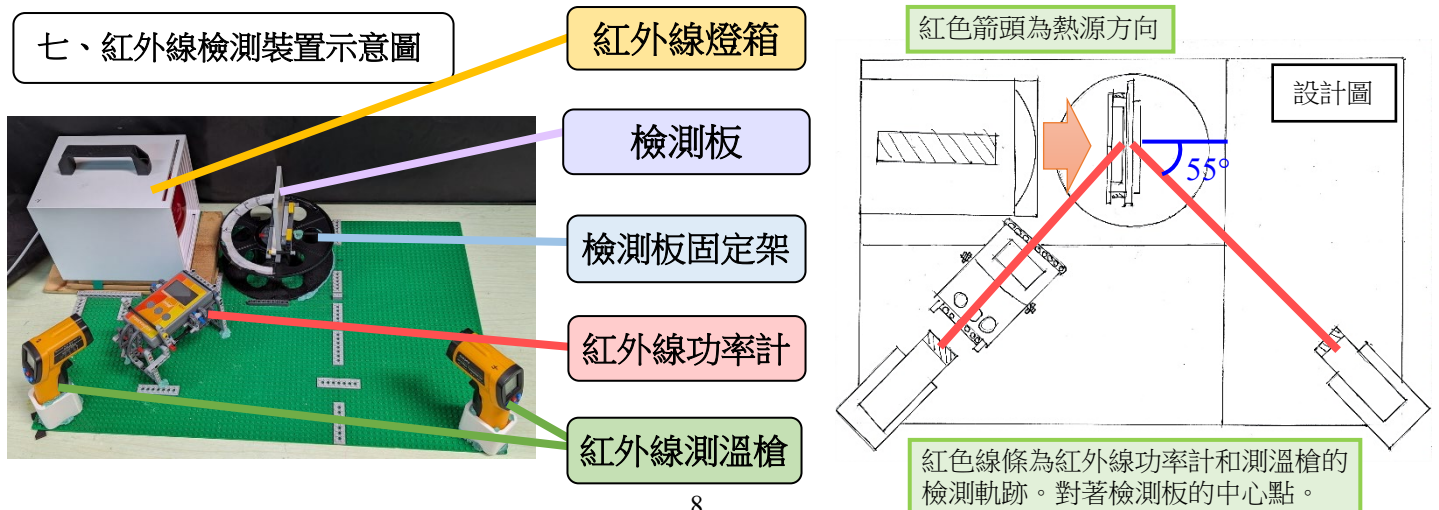 七、紅外線檢測裝置示意圖
紅外線燈箱
檢測板
檢測板固定架
紅外線功率計
紅外線測溫槍
紅色箭頭為熱源方向
設計圖
55°
紅色線條為紅外線功率計和測溫槍的
檢測軌跡。對著檢測板的中心點。
8